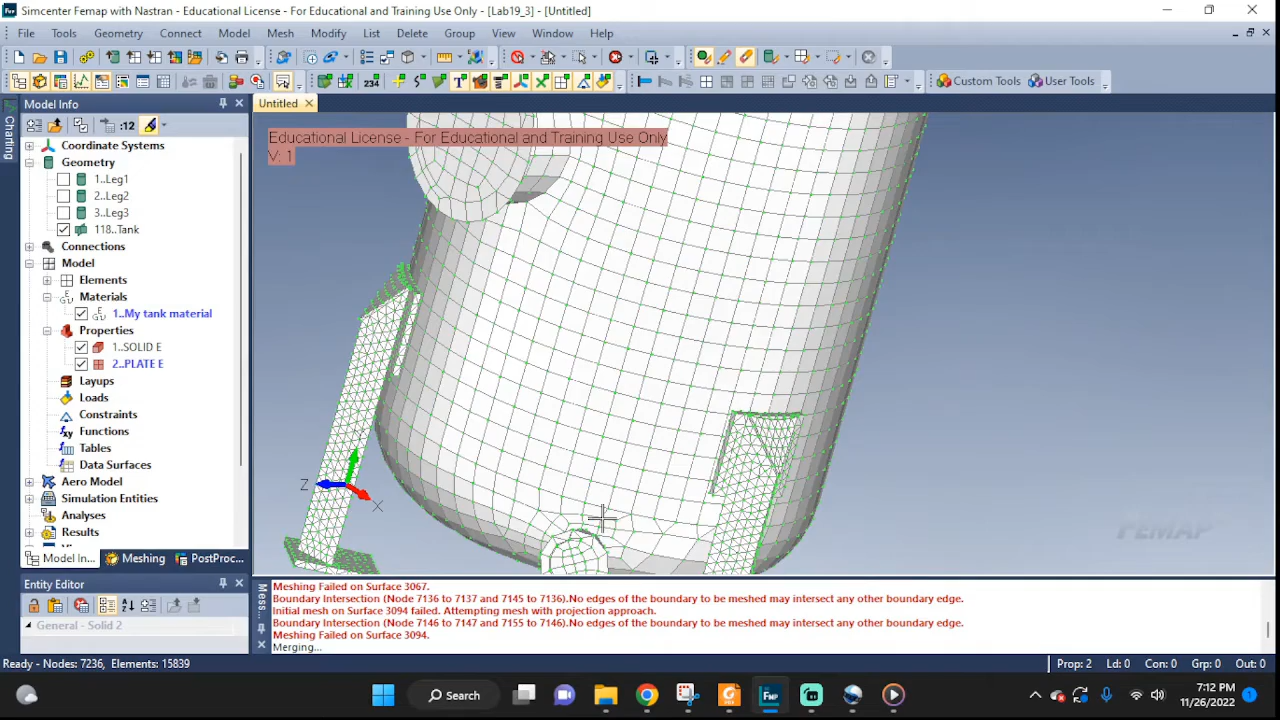 Simcenter Femap with Nastran - Educational License - For Educational and Training Use Only - [Lab19_3] - [Untitled]
File Tools Geometry Connect Model Mesh Modify List Delete Group View Window Help
234 Custom Tools User Tools
Charting
Model Info
Untitled
:12
Coordinate Systems
Geometry
1..Leg1
2..Leg2
3..Leg3
118..Tank
Connections
Model
Elements
Materials
1..My tank material
Properties
1..SOLID E
2..PLATE E
Layups
Loads
Constraints
Functions
Tables
Data Surfaces
Aero Model
Simulation Entities
Analyses
Results
Model In...
Meshing
PostProc...
Entity Editor
General - Solid 2
Educational License - For Educational and Training Use Only
V: 1
Z
X
FEMAP
Mes...
Meshing Failed on Surface 3067.
Boundary Intersection (Node 7136 to 7137 and 7145 to 7136).No edges of the boundary to be meshed may intersect any other boundary edge.
Initial mesh on Surface 3094 failed. Attempting mesh with projection approach.
Boundary Intersection (Node 7146 to 7147 and 7155 to 7146).No edges of the boundary to be meshed may intersect any other boundary edge.
Meshing Failed on Surface 3094.
Merging...
Ready - Nodes: 7236, Elements: 15839
Prop: 2 Ld: 0 Con: 0 Grp: 0 Out: 0
Search
FMP
7:12 PM
11/26/2022
1